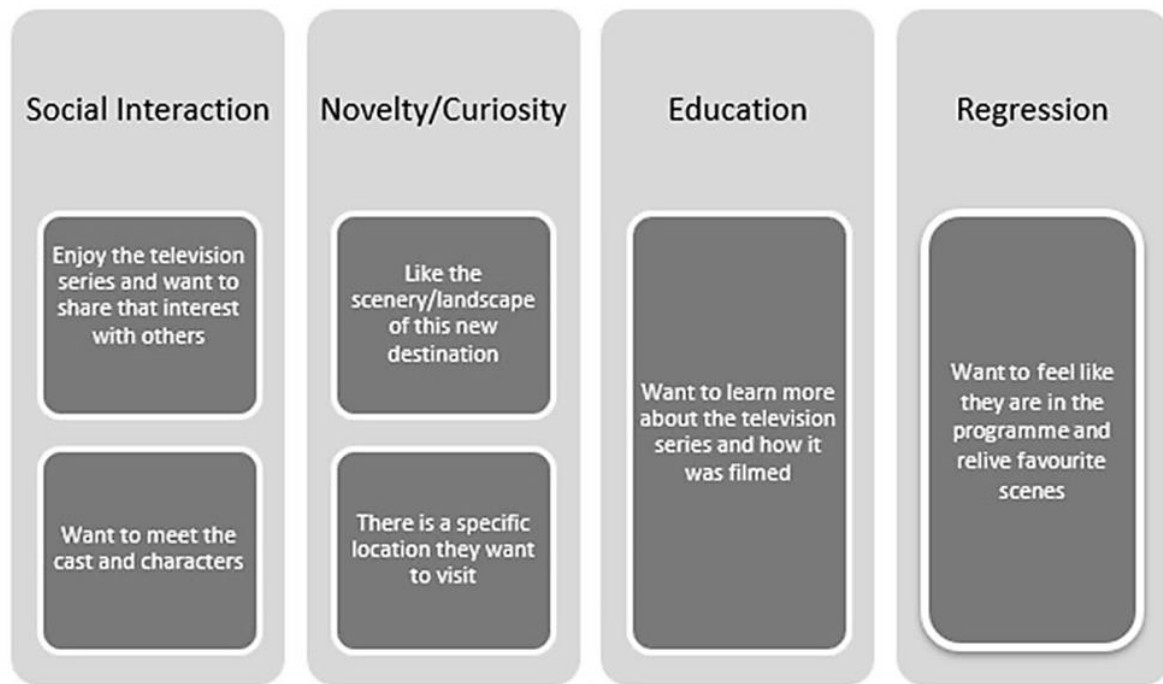 Social Interaction
Enjoy the television
series and want to
share that interest
with others
Want to meet the
cast and characters
Novelty/Curiosity
Like the
scenery/landscape
of this new
destination
There is a specific
location they want
to visit
Education
Want to learn more
about the television
series and how it
was filmed
Regression
Want to feel like
they are in the
programme and
relive favourite
scenes